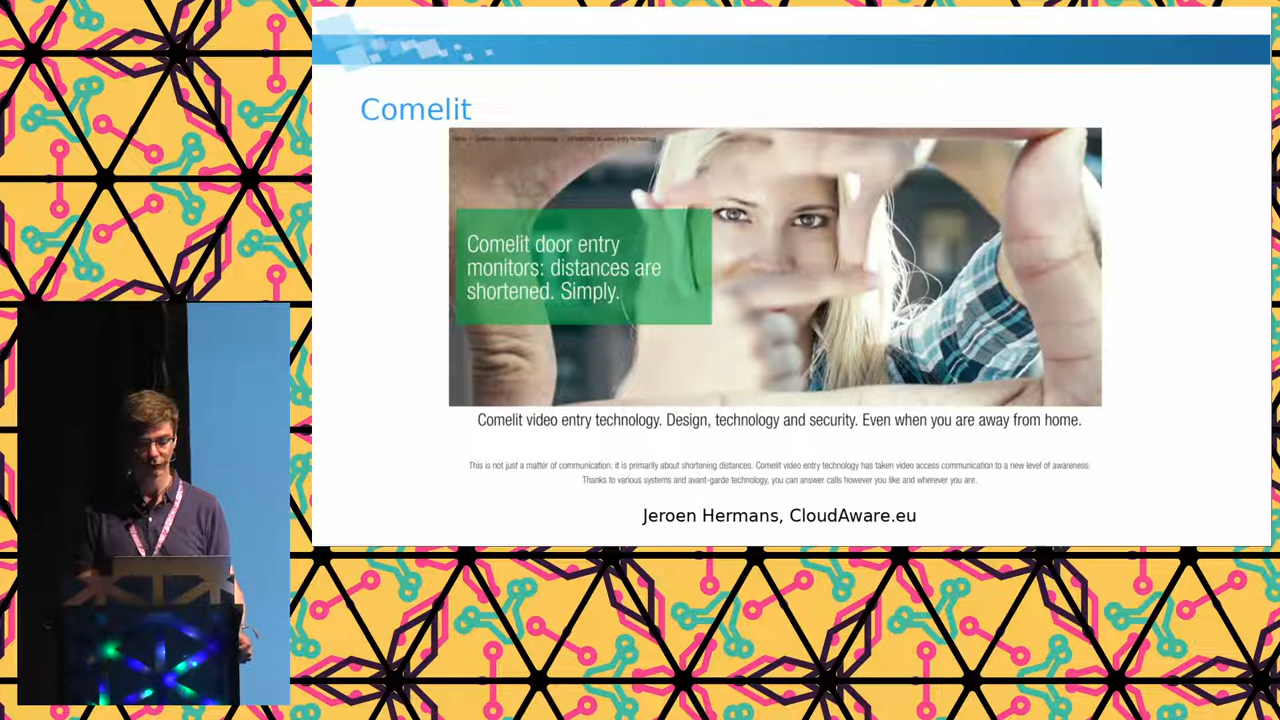 Comelit
Comelit door entry
monitors: distances are
shortened. Simply.
Comelit video entry technology. Design, technology and security. Even when you are away from home.
This is not just a matter of communication: it is primarily about shortening distances. Comelit video entry technology has taken video access communication to a new level of awareness
Thanks to various systems and avant-garde technology, you can answer calls however you like and wherever you are.
Jeroen Hermans, CloudAware.eu